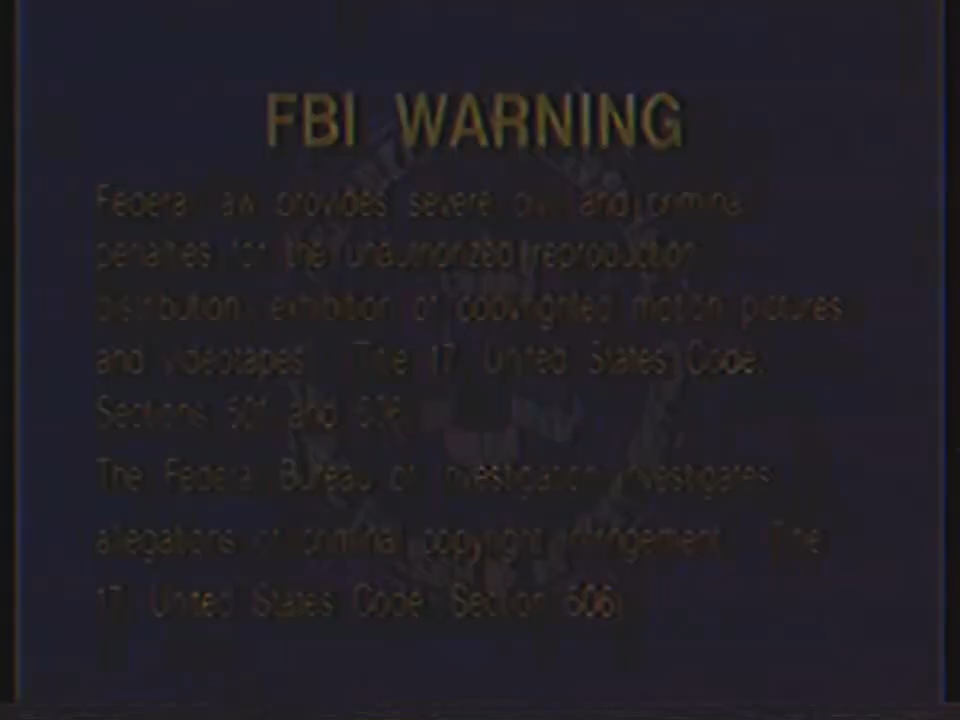 FBI WARNING
Federal Law provides severe civil and criminal
penalties for the unauthorized reproduction
distribution, exhibition of copyrighted motion pictures
and videotapes (Title 17, United States Code,
Sections 501 and 506
The Federal Bureau of Investigation investigates
allegations of criminal copyright infringement (Title
17, United States Code, Section 506)